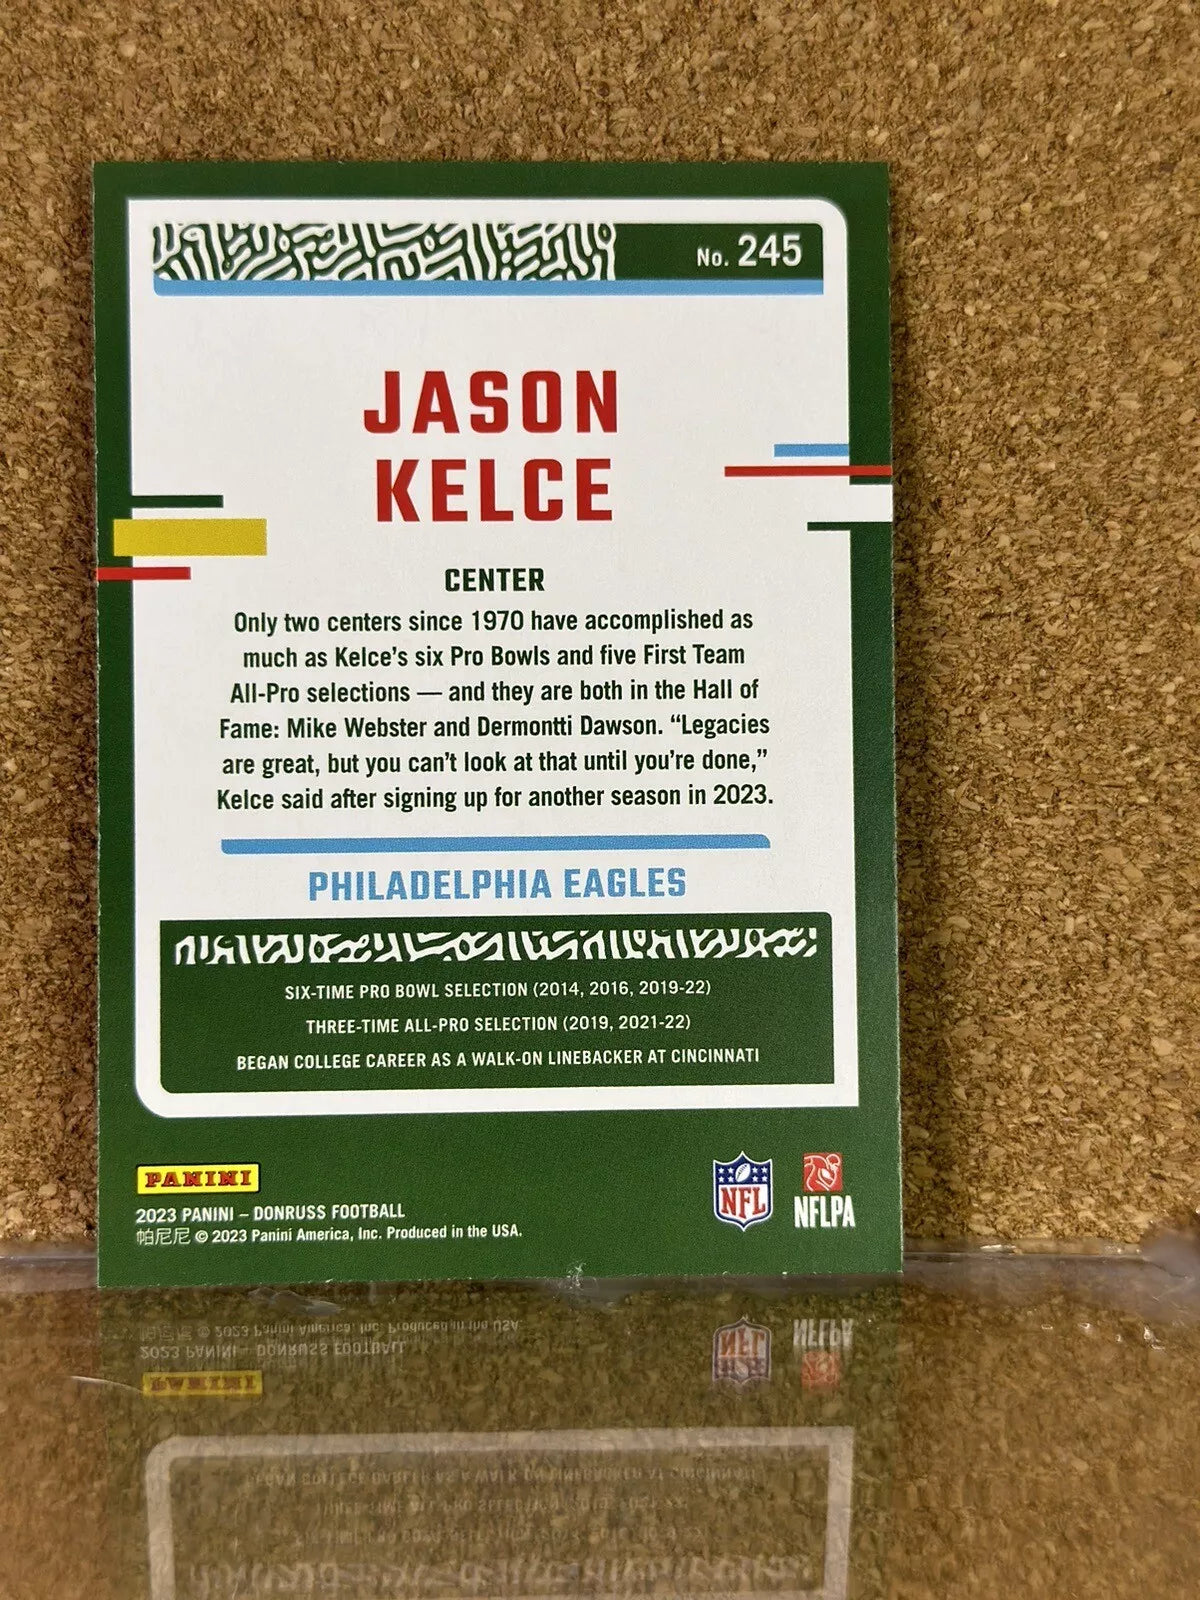 No. 245
JASON
KELCE
CENTER
Only two centers since 1970 have accomplished as
much as Kelce's six Pro Bowls and five First Team
All-Pro selections — and they are both in the Hall of
Fame: Mike Webster and Dermontti Dawson. “Legacies
are great, but you can't look at that until you're done,”
Kelce said after signing up for another season in 2023.
PHILADELPHIA EAGLES
SIX-TIME PRO BOWL SELECTION (2014, 2016, 2019-22)
THREE-TIME ALL-PRO SELECTION (2019, 2021-22)
BEGAN COLLEGE CAREER AS A WALK-ON LINEBACKER AT CINCINNATI
PANINI
NFL
NFLPA
2023 PANINI – DONRUSS FOOTBALL
帕尼尼 © 2023 Panini America, Inc. Produced in the USA.